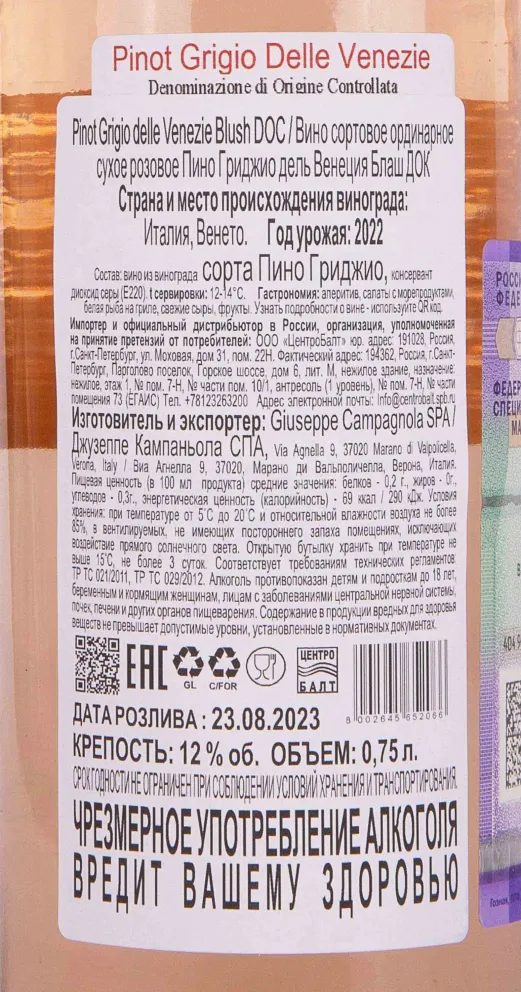 Pinot Grigio Delle Venezie
Denominazione di Origine Controllata
Pinot Grigio delle Venezie Blush DOC / Вино сортовое ординарное
сухое розовое Пино Гриджио дель Венеция Блаш ДОК
Страна и место происхождения винограда:
Италия, Венето. Год урожая: 2022
Состав: вино из винограда сорта Пино Гриджио, консервант
диоксид серы (E220). t сервировки: 12-14°C. Гастрономия: аперитив, салаты с морепродуктами,
белая рыба на гриле, свежие сыры, фрукты. Узнать подробности о вине - используйте QR код.
Импортер и официальный дистрибьютор в России, организация, уполномоченная
на принятие претензий от потребителей: ООО «ЦентроБалт» юр. адрес: 191028, Россия,
г.Санкт-Петербург, ул. Моховая, дом 31, пом. 22Н. Фактический адрес: 194362, Россия, г.Санкт-
Петербург, Парголово поселок, Горское шоссе, дом 6, лит. М, нежилое здание, назначение:
нежилое, этаж 1, № пом. 7-Н, № части пом. 10/1, антресоль (1 уровень), № пом. 7-Н, № части
помещения 73 (ЕГАИС) Тел. +78123263200 Адрес электронной почты: info@centrobalt.spb.ru
Изготовитель и экспортер: Giuseppe Campagnola SPA /
Джузеппе Кампаньола СПА, Via Agnella 9, 37020 Marano di Valpolicella,
Verona, Italy / Виа Агнелла 9, 37020, Марано ди Вальполичелла, Верона, Италия.
Пищевая ценность (в 100 мл продукта) средние значения: белков - 0,2 г., жиров - 0г.,
углеводов - 0,3г., энергетическая ценность (калорийность) - 69 ккал / 290 кДж. Условия
хранения: при температуре от 5°C до 20°C и относительной влажности воздуха не более
85%, в вентилируемых, не имеющих постороннего запаха помещениях, исключающих
воздействие прямого солнечного света. Открытую бутылку хранить при температуре не
выше 15°C, не более 3 суток. Соответствует требованиям технических регламентов
ТР ТС 021/2011, ТР ТС 029/2012. Алкоголь противопоказан детям и подросткам до 18 лет,
беременным и кормящим женщинам, лицам с заболеваниями центральной нервной системы,
почек, печени и других органов пищеварения. Содержание в продукции вредных для здоровья
веществ не превышает допустимые уровни, установленные в нормативных документах.
EAC GL C/FOR ЦЕНТРО
БАЛТ
8 002645 652066
ДАТА РОЗЛИВА : 23.08.2023
КРЕПОСТЬ: 12 % об. ОБЪЕМ: 0,75 л.
СРОК ГОДНОСТИ НЕ ОГРАНИЧЕН ПРИ СОБЛЮДЕНИИ УСЛОВИЙ ХРАНЕНИЯ И ТРАНСПОРТИРОВАНИЯ.
ЧРЕЗМЕРНОЕ УПОТРЕБЛЕНИЕ АЛКОГОЛЯ
ВРЕДИТ ВАШЕМУ ЗДОРОВЬЮ